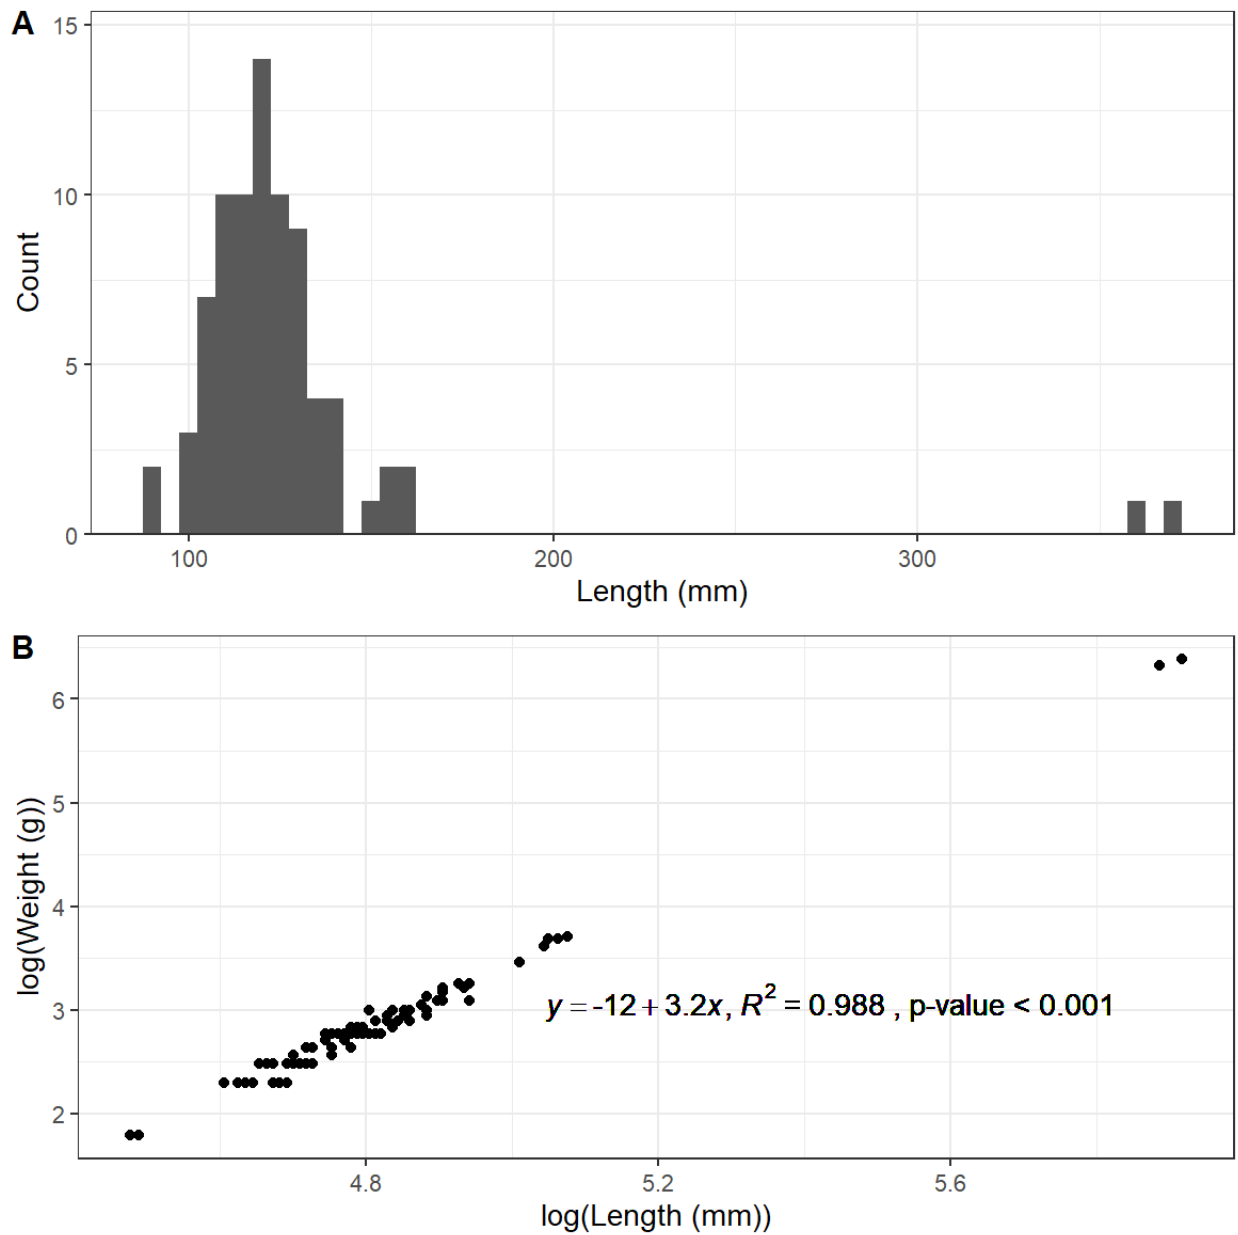 A
15
10
5
0
Count
100 200 300
Length (mm)
B
6
5
4
3
2
log(Weight (g))
y = -12 + 3.2x, R² = 0.988 , p-value < 0.001
4.8 5.2 5.6
log(Length (mm))